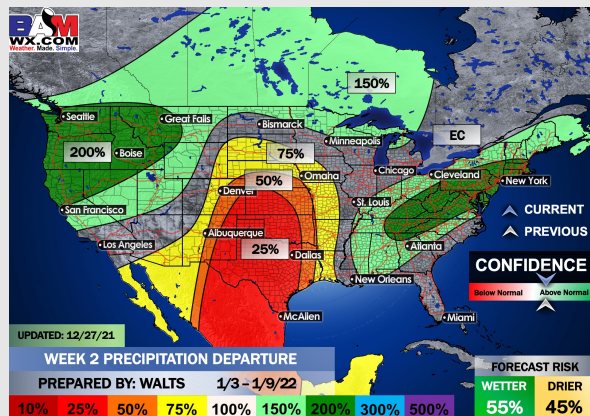 BAM
WX.COM
Weather. Made. Simple.
150%
Seattle
Great Falls
Bismarck
EC
Minneapolis
200%
Boise
75%
Chicago
Cleveland
50%
Omaha
New York
Denver
St. Louis
San Francisco
CURRENT
Albuquerque
PREVIOUS
Los Angeles
25%
Atlanta
Dallas
CONFIDENCE
New Orleans
Below Normal
Above Normal
McAllen
Miami
UPDATED: 12/27/21
WEEK 2 PRECIPITATION DEPARTURE
FORECAST RISK
PREPARED BY: WALTS 1/3 – 1/9/22
WETTER
DRIER
55%
45%
10% 25% 50% 75% 100% 150% 200% 300% 500%